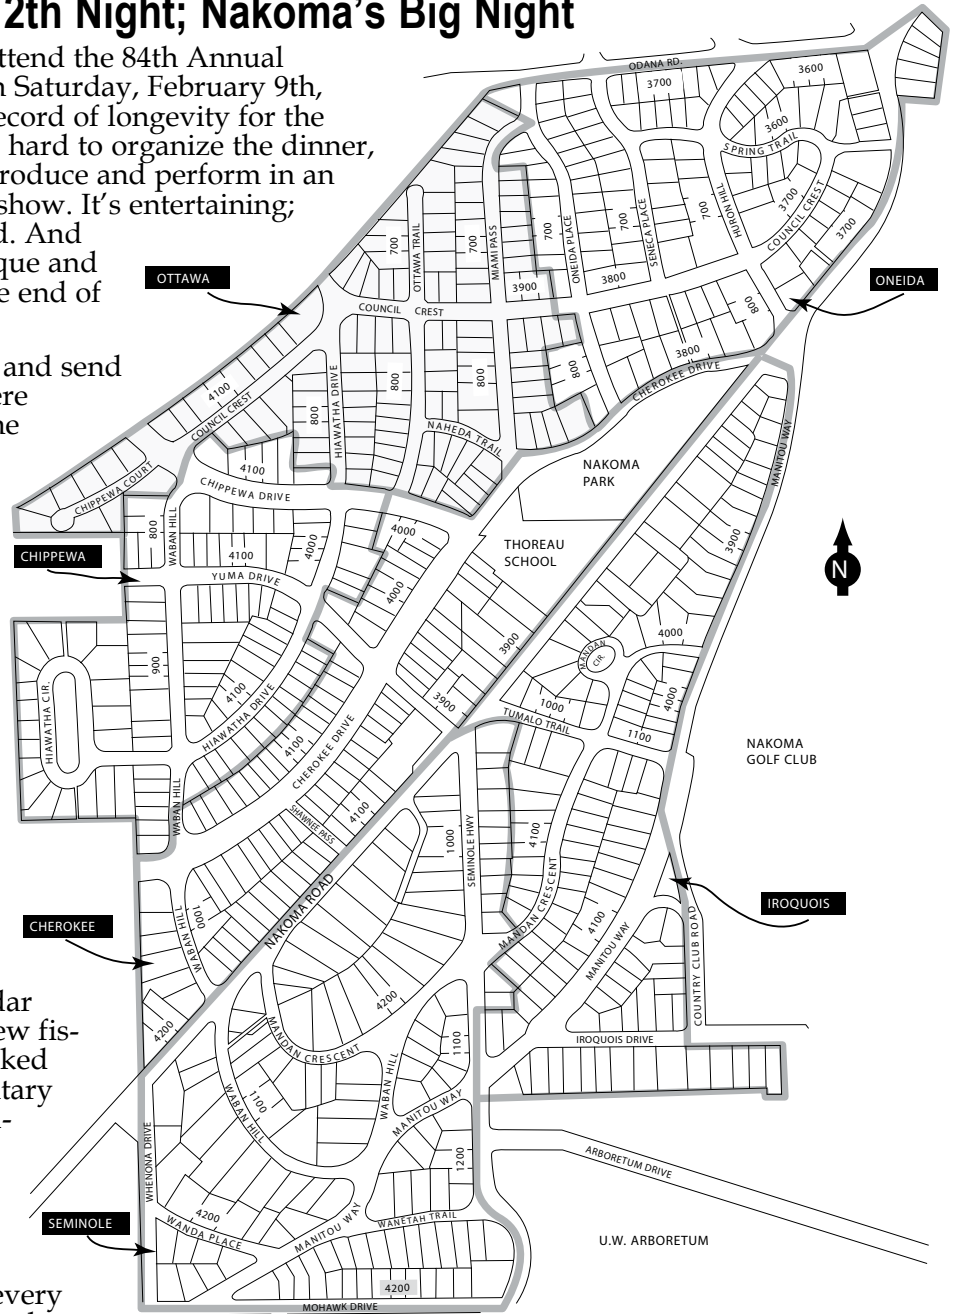 2th Night; Nakoma's Big Night
ttend the 84th Annual
n Saturday, February 9th,
ecord of longevity for the
hard to organize the dinner,
roduce and perform in an
show. It's entertaining;
d. And
que and
e end of
and send
ere
ne
dar
ew fis-
ked
tary
n-
every
ODANA RD.
3700
3600
3600
SPRING TRAIL
3700
COUNCIL CREST
3700
HURON HILL
700
SENECA PLACE
700
ONEIDA PLACE
700
MIAMI PASS
700
OTTAWA TRAIL
700
3900
3800
800
ONEIDA
OTTAWA
COUNCIL CREST
3800
CHEROKEE DRIVE
800
800
800
HIAWATHA DRIVE
800
4100
COUNCIL CREST
NAHEDA TRAIL
CHIPPEWA COURT
4100
CHIPPEWA DRIVE
NAKOMA
PARK
MANITOU WAY
3900
THOREAU
SCHOOL
4000
4000
800
WABAN HILL
4100
4000
YUMA DRIVE
CHIPPEWA
N
900
4100
HIAWATHA DRIVE
HIAWATHA CIR.
3900
3900
MANDAN
CIR.
4000
4000
1000
TUMALO TRAIL
1100
NAKOMA
GOLF CLUB
4100
CHEROKEE DRIVE
SHAWNEE PASS
4100
WABAN HILL
1000
SEMINOLE HWY
4100
MANDAN CRESCENT
NAKOMA ROAD
1000
WABAN HILL
CHEROKEE
4200
4100
MANITOU WAY
IROQUOIS
COUNTRY CLUB ROAD
4200
MANDAN CRESCENT
1100
IROQUOIS DRIVE
WABAN HILL
1100
WABAN HILL
MANITOU WAY
1200
ARBORETUM DRIVE
WHENONA DRIVE
4200
WANDA PLACE
MANITOU WAY
WANETAH TRAIL
SEMINOLE
U.W. ARBORETUM
4200
MOHAWK DRIVE